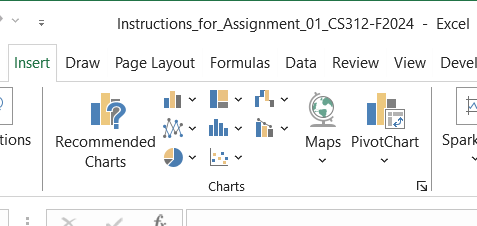 Instructions_for_Assignment_01_CS312-F2024 - Excel
Insert Draw Page Layout Formulas Data Review View Devel
tions Recommended Charts Maps PivotChart Spark
Charts
fx